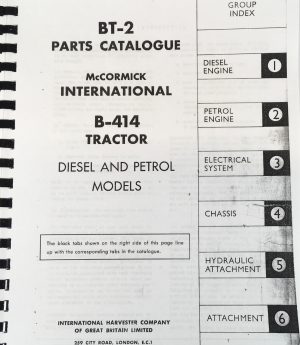 BT-2
PARTS CATALOGUE
McCORMICK
INTERNATIONAL
B-414
TRACTOR
DIESEL AND PETROL
MODELS
The black tabs shown on the right side of this page line
up with the corresponding tabs in the catalogue.
INTERNATIONAL HARVESTER COMPANY
OF GREAT BRITAIN LIMITED
259 CITY ROAD, LONDON, E.C.1
GROUP
INDEX
DIESEL
ENGINE
1
PETROL
ENGINE
2
ELECTRICAL
SYSTEM
3
CHASSIS
4
HYDRAULIC
ATTACHMENT
5
ATTACHMENT
6